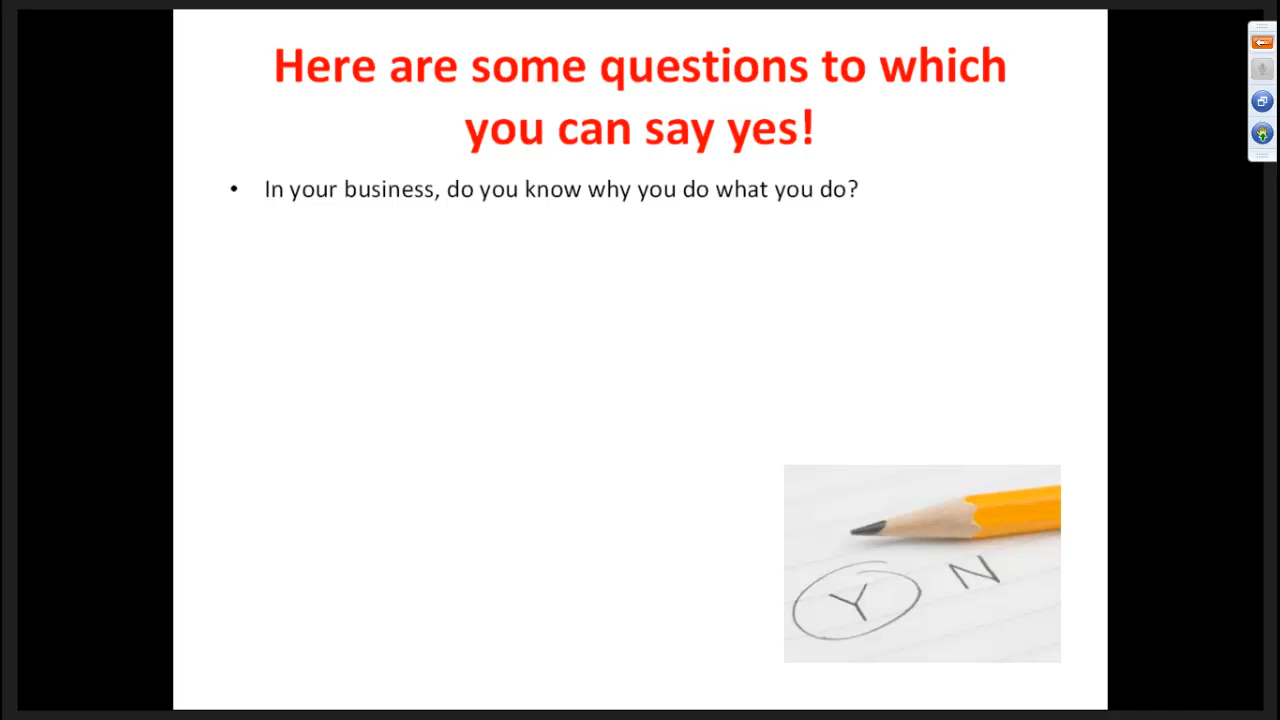 Here are some questions to which
you can say yes!
• In your business, do you know why you do what you do?
Y N